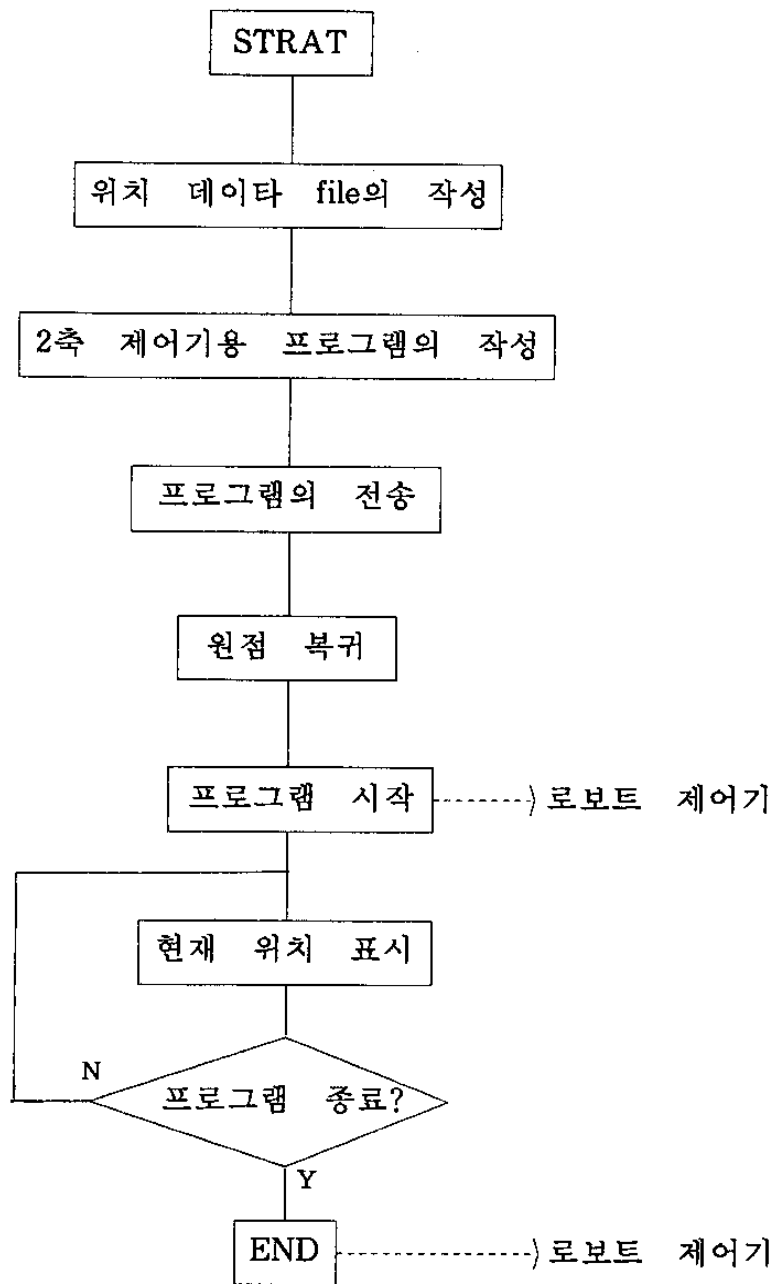 STRAT
위치 데이타 file의 작성
2축 제어기용 프로그램의 작성
프로그램의 전송
원점 복귀
프로그램 시작
로보트 제어기
현재 위치 표시
N
프로그램 종료?
Y
END
로보트 제어기